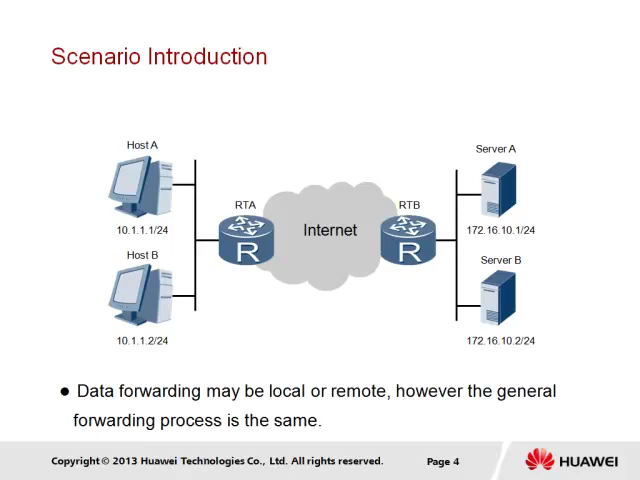 Scenario Introduction
Host A
Server A
RTA
RTB
10.1.1.1/24
Internet
172.16.10.1/24
R
R
Host B
Server B
10.1.1.2/24
172.16.10.2/24
● Data forwarding may be local or remote, however the general
forwarding process is the same.
Copyright © 2013 Huawei Technologies Co., Ltd. All rights reserved.
Page 4
HUAWEI